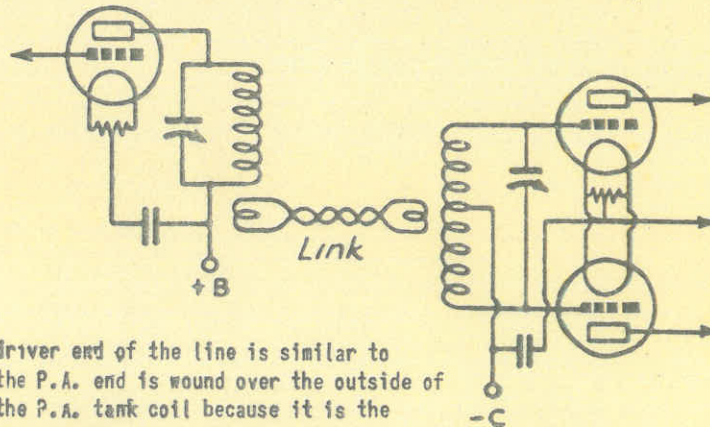 Link
+B
driver end of the line is similar to
the P.A. end is wound over the outside of
the P.A. tank coil because it is the
-C